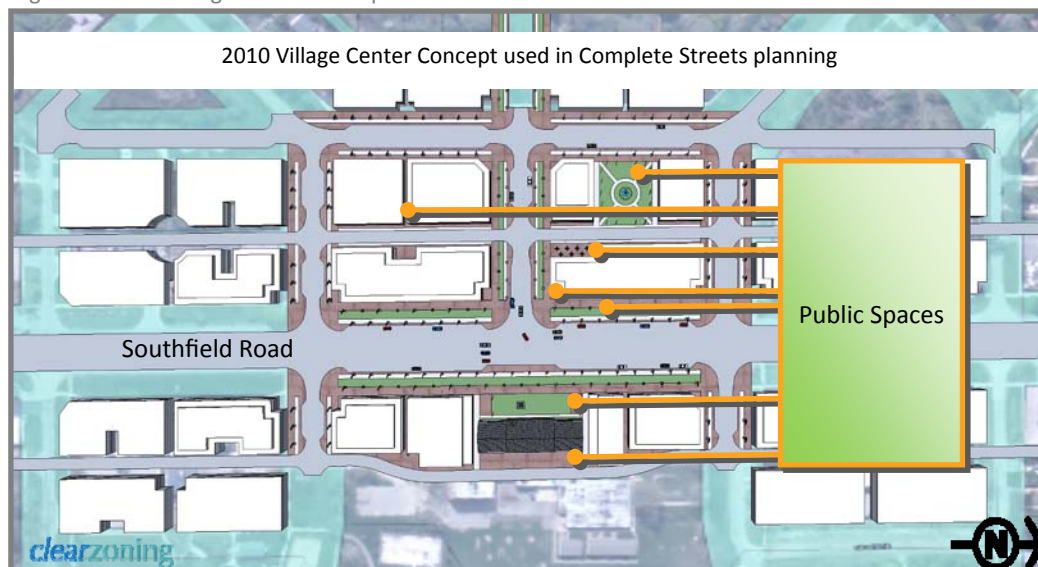 2010 Village Center Concept used in Complete Streets planning
Public Spaces
Southfield Road
clearzoning
N